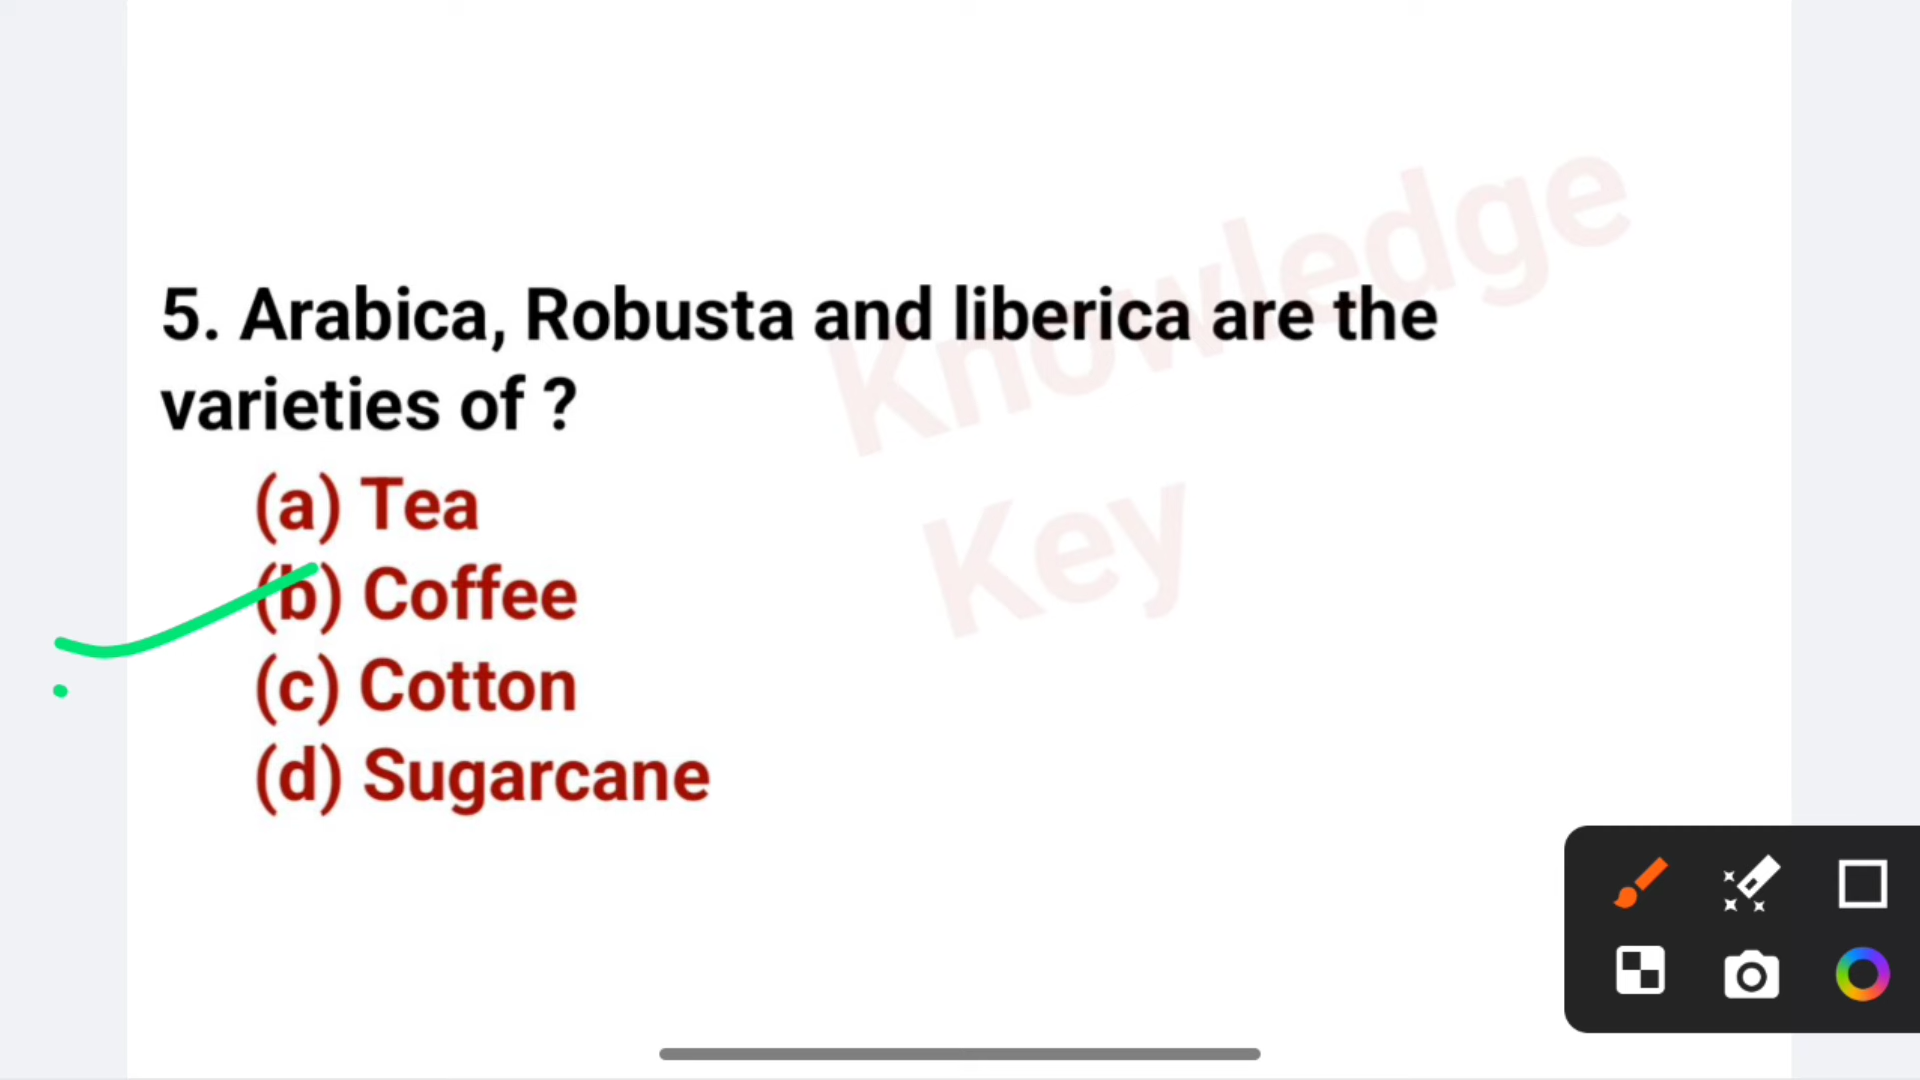 5. Arabica, Robusta and liberica are the
varieties of ?
(a) Tea
(b) Coffee
(c) Cotton
(d) Sugarcane
Knowledge
Key